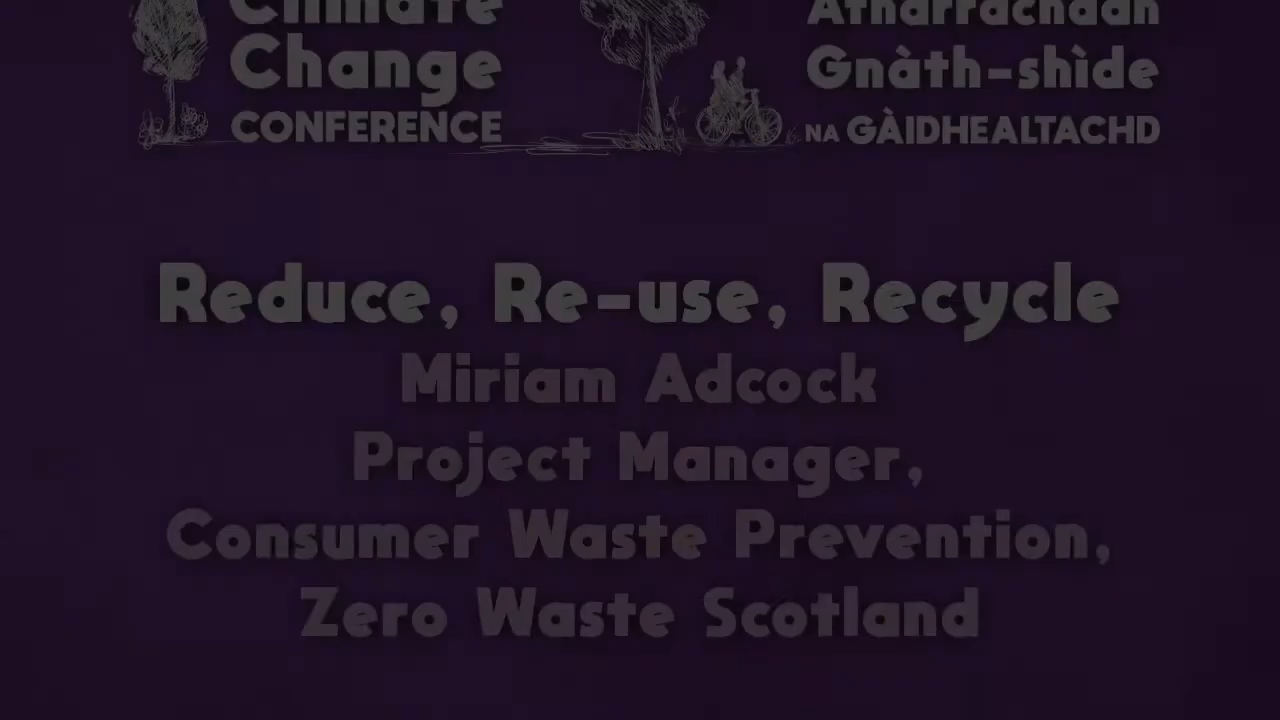 Climate
Change
CONFERENCE
Atharrachadh
Gnàth-shìde
NA GÀIDHEALTACHD
Reduce, Re-use, Recycle
Miriam Adcock
Project Manager,
Consumer Waste Prevention,
Zero Waste Scotland